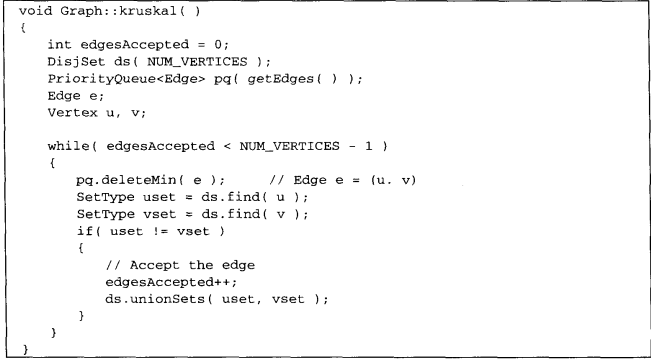 void Graph::kruskal( )
{
    int edgesAccepted = 0;
    DisjSet ds( NUM_VERTICES );
    PriorityQueue<Edge> pq( getEdges( ) );
    Edge e;
    Vertex u, v;

    while( edgesAccepted < NUM_VERTICES - 1 )
    {
        pq.deleteMin( e );      // Edge e = (u. v)
        SetType uset = ds.find( u );
        SetType vset = ds.find( v );
        if( uset != vset )
        {
            // Accept the edge
            edgesAccepted++;
            ds.unionSets( uset, vset );
        }
    }
}